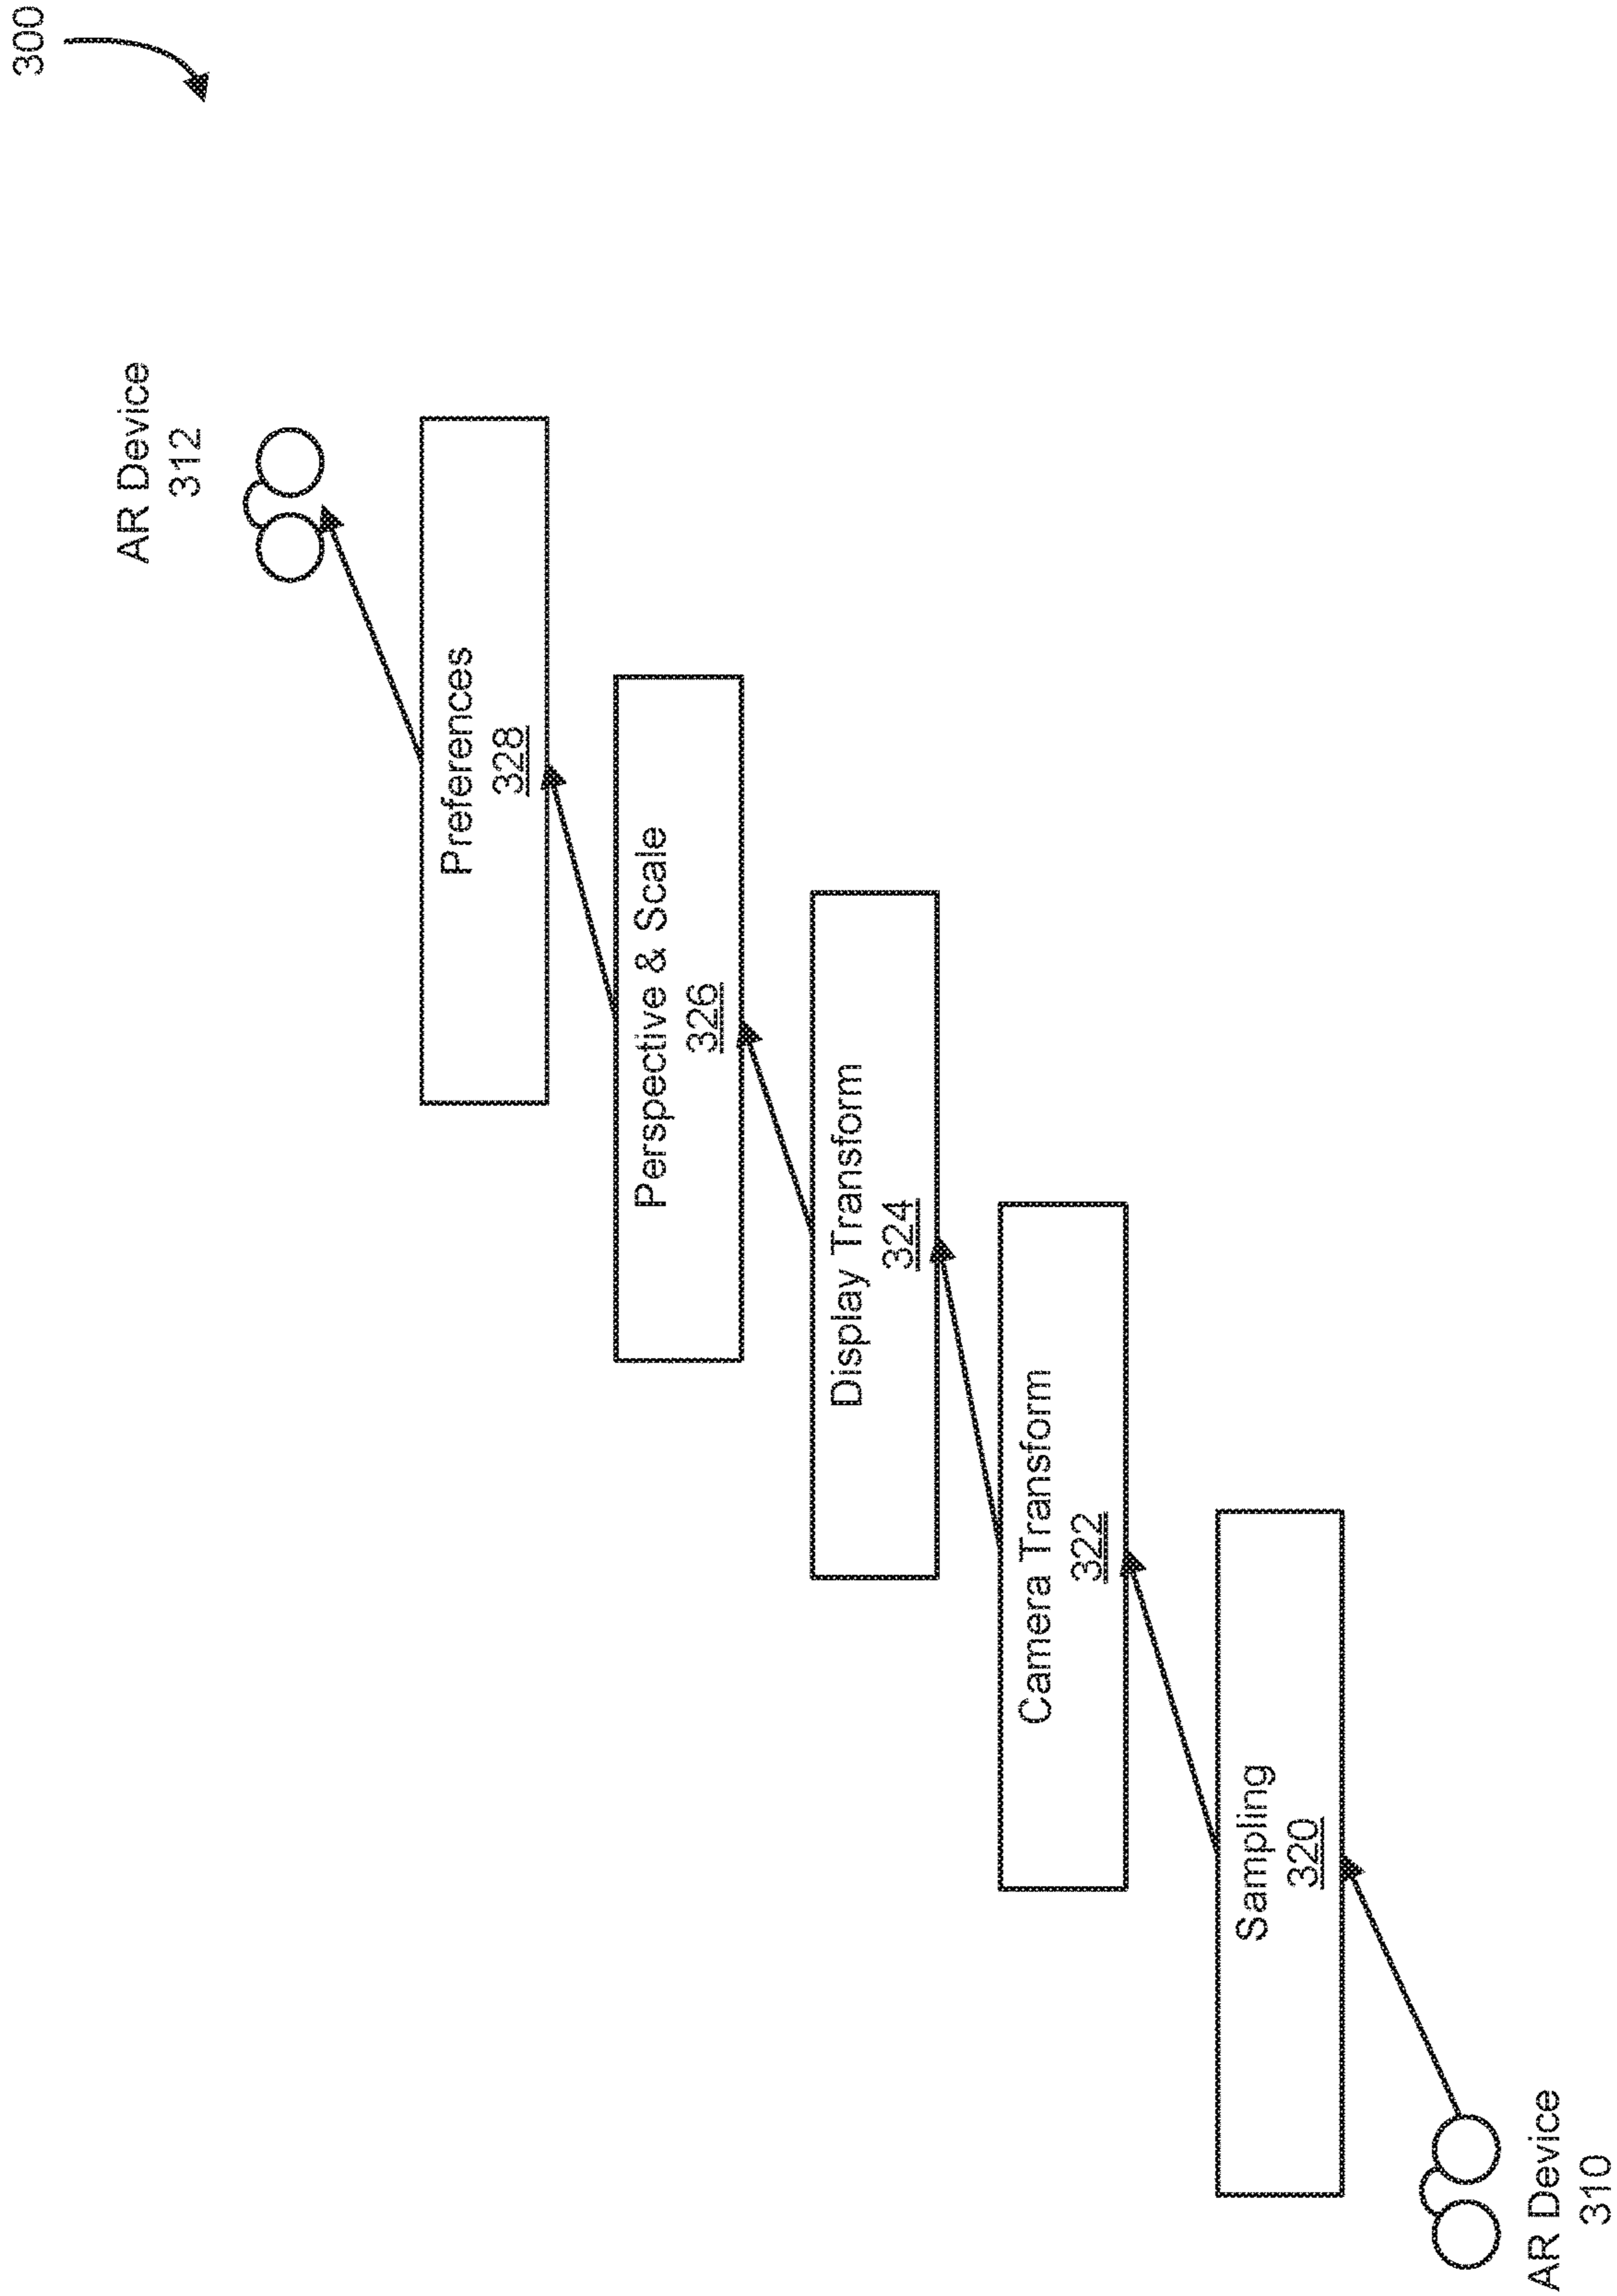 300
AR Device
312
Preferences
328
Perspective & Scale
326
Display Transform
324
Camera Transform
322
Sampling
320
AR Device
310